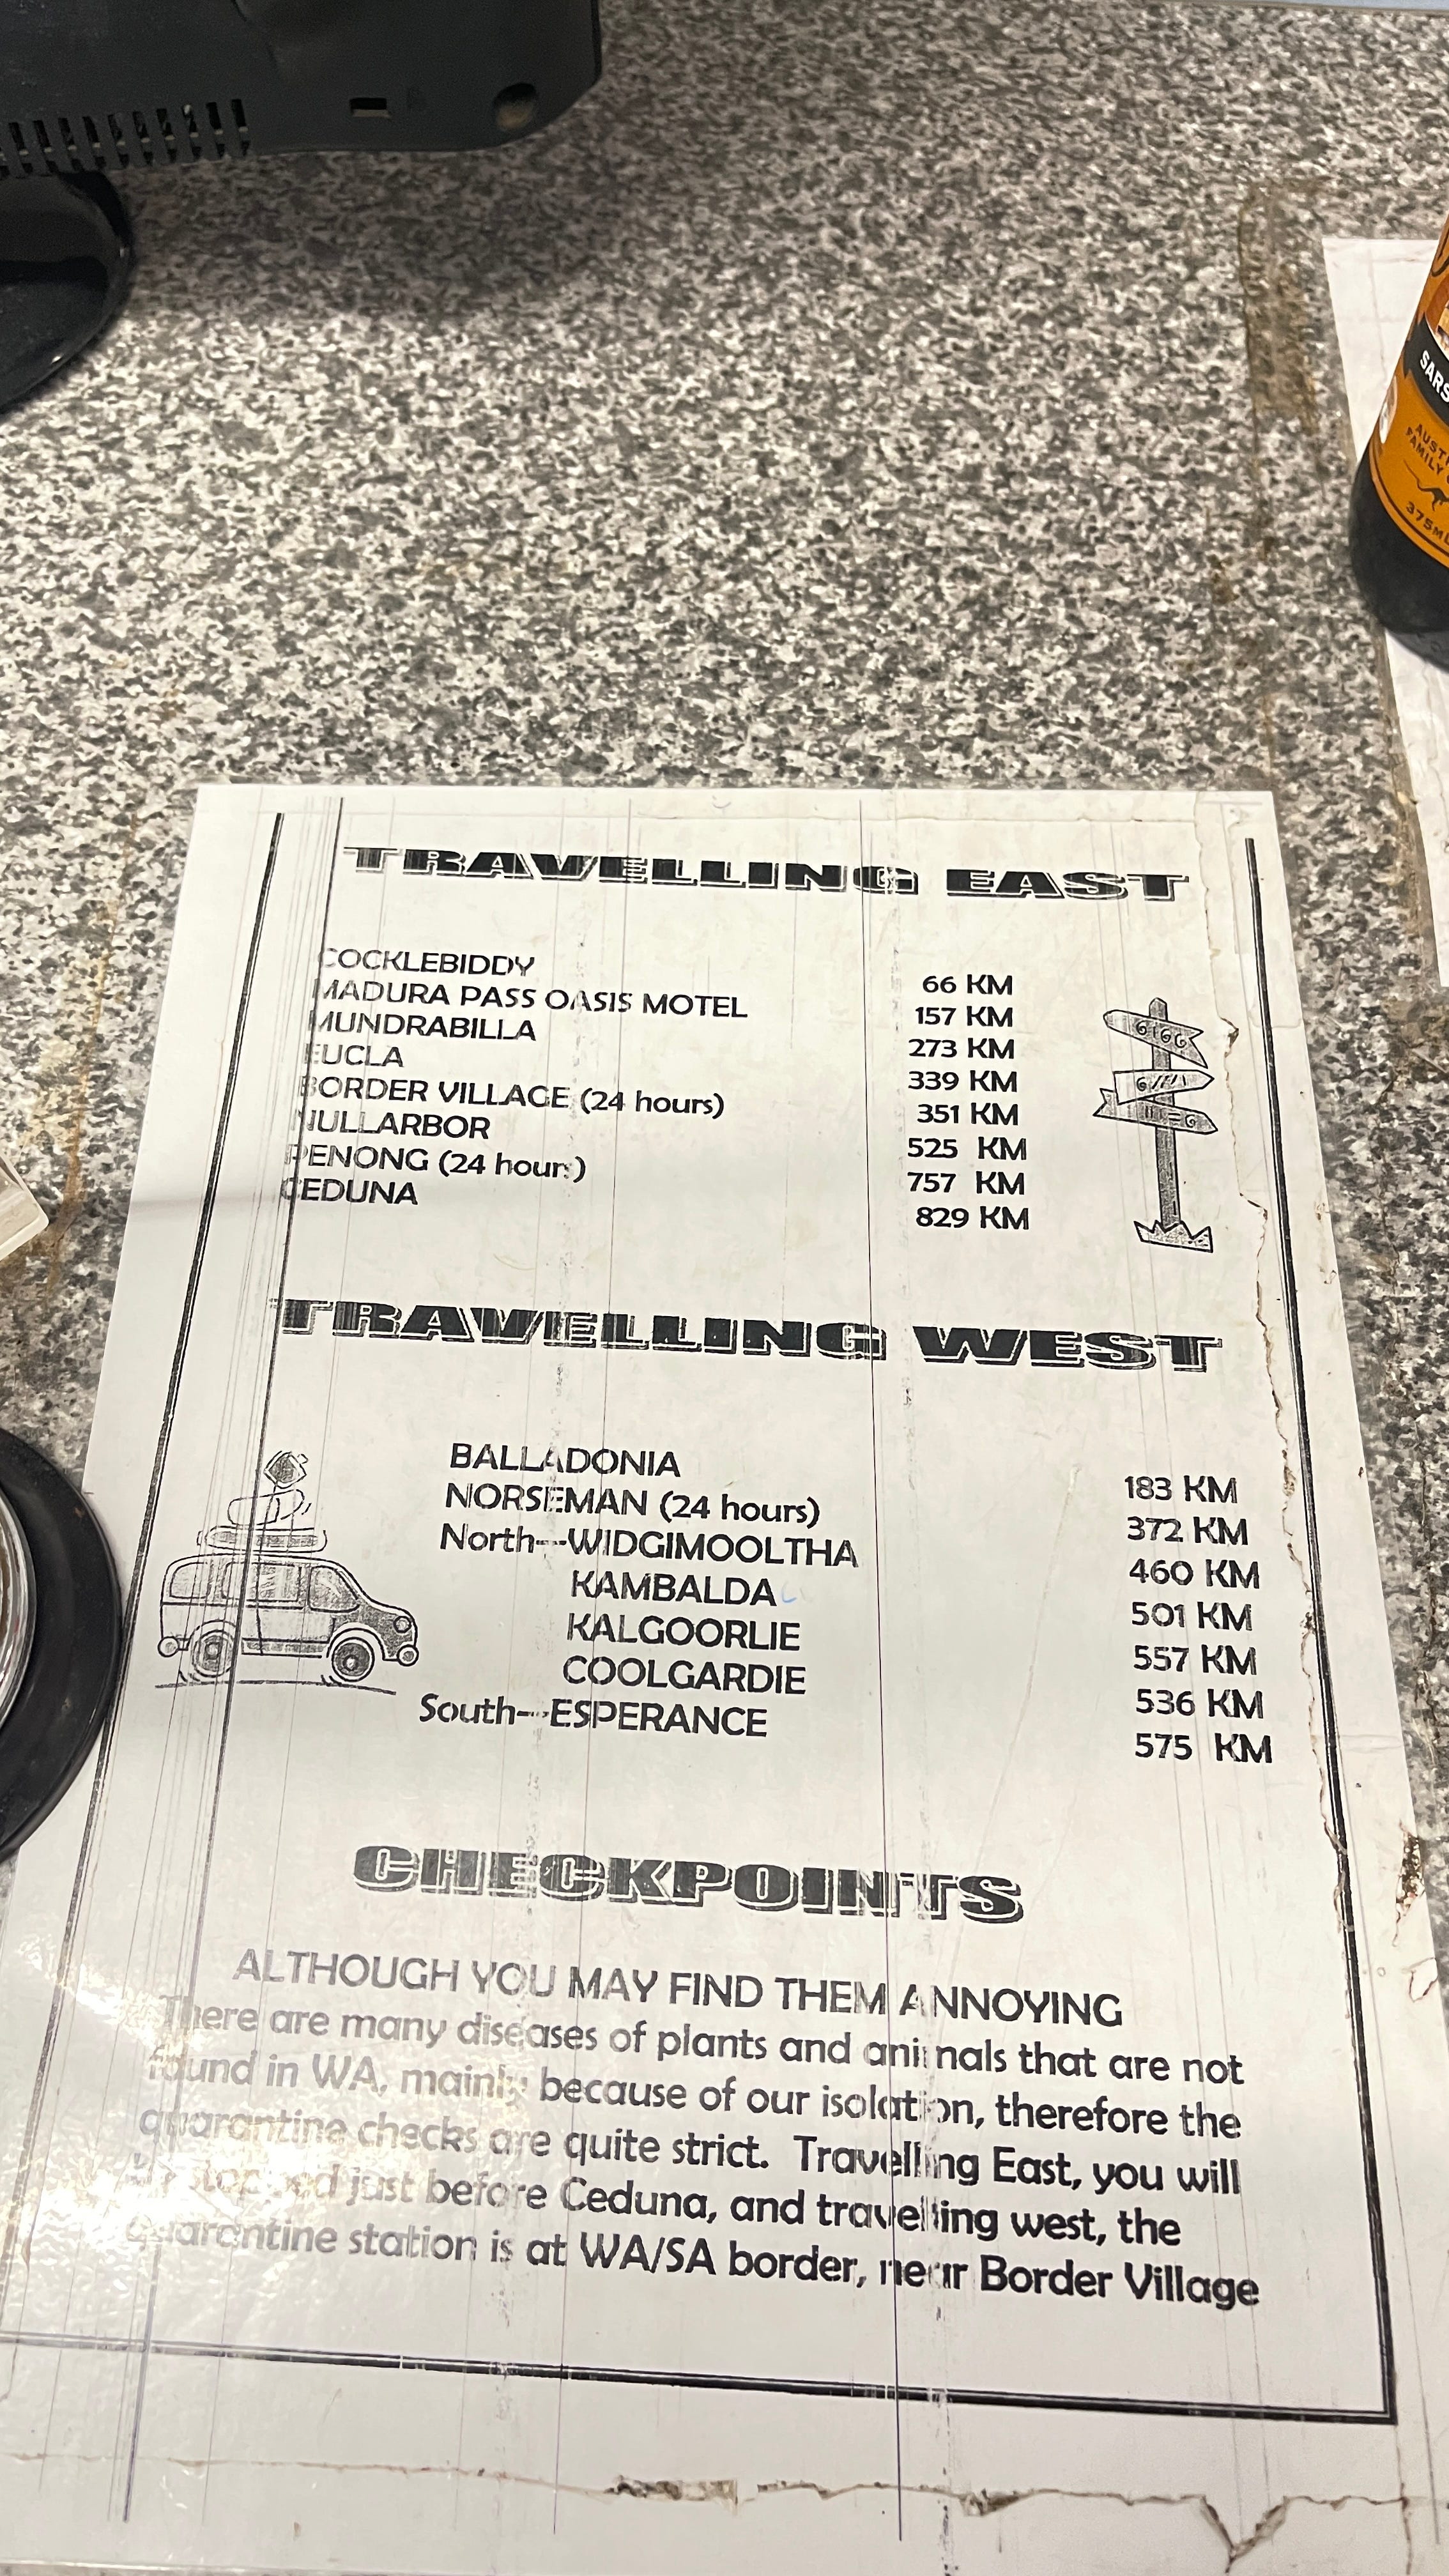 TRAVELLING EAST
COCKLEBIDDY 66 KM
MADURA PASS OASIS MOTEL 157 KM
MUNDRABILLA 273 KM
EUCLA 339 KM
BORDER VILLAGE (24 hours) 351 KM
NULLARBOR 525 KM
PENONG (24 hours) 757 KM
CEDUNA 829 KM
TRAVELLING WEST
BALLADONIA 183 KM
NORSEMAN (24 hours) 372 KM
North--WIDGIMOOLTHA 460 KM
KAMBALDA 501 KM
KALGOORLIE 557 KM
COOLGARDIE 536 KM
South--ESPERANCE 575 KM
CHECKPOINTS
ALTHOUGH YOU MAY FIND THEM ANNOYING
There are many diseases of plants and animals that are not
found in WA, mainly because of our isolation, therefore the
quarantine checks are quite strict. Travelling East, you will
be stopped just before Ceduna, and travelling west, the
quarantine station is at WA/SA border, near Border Village
SARS
AUST
FAMILY
375ML